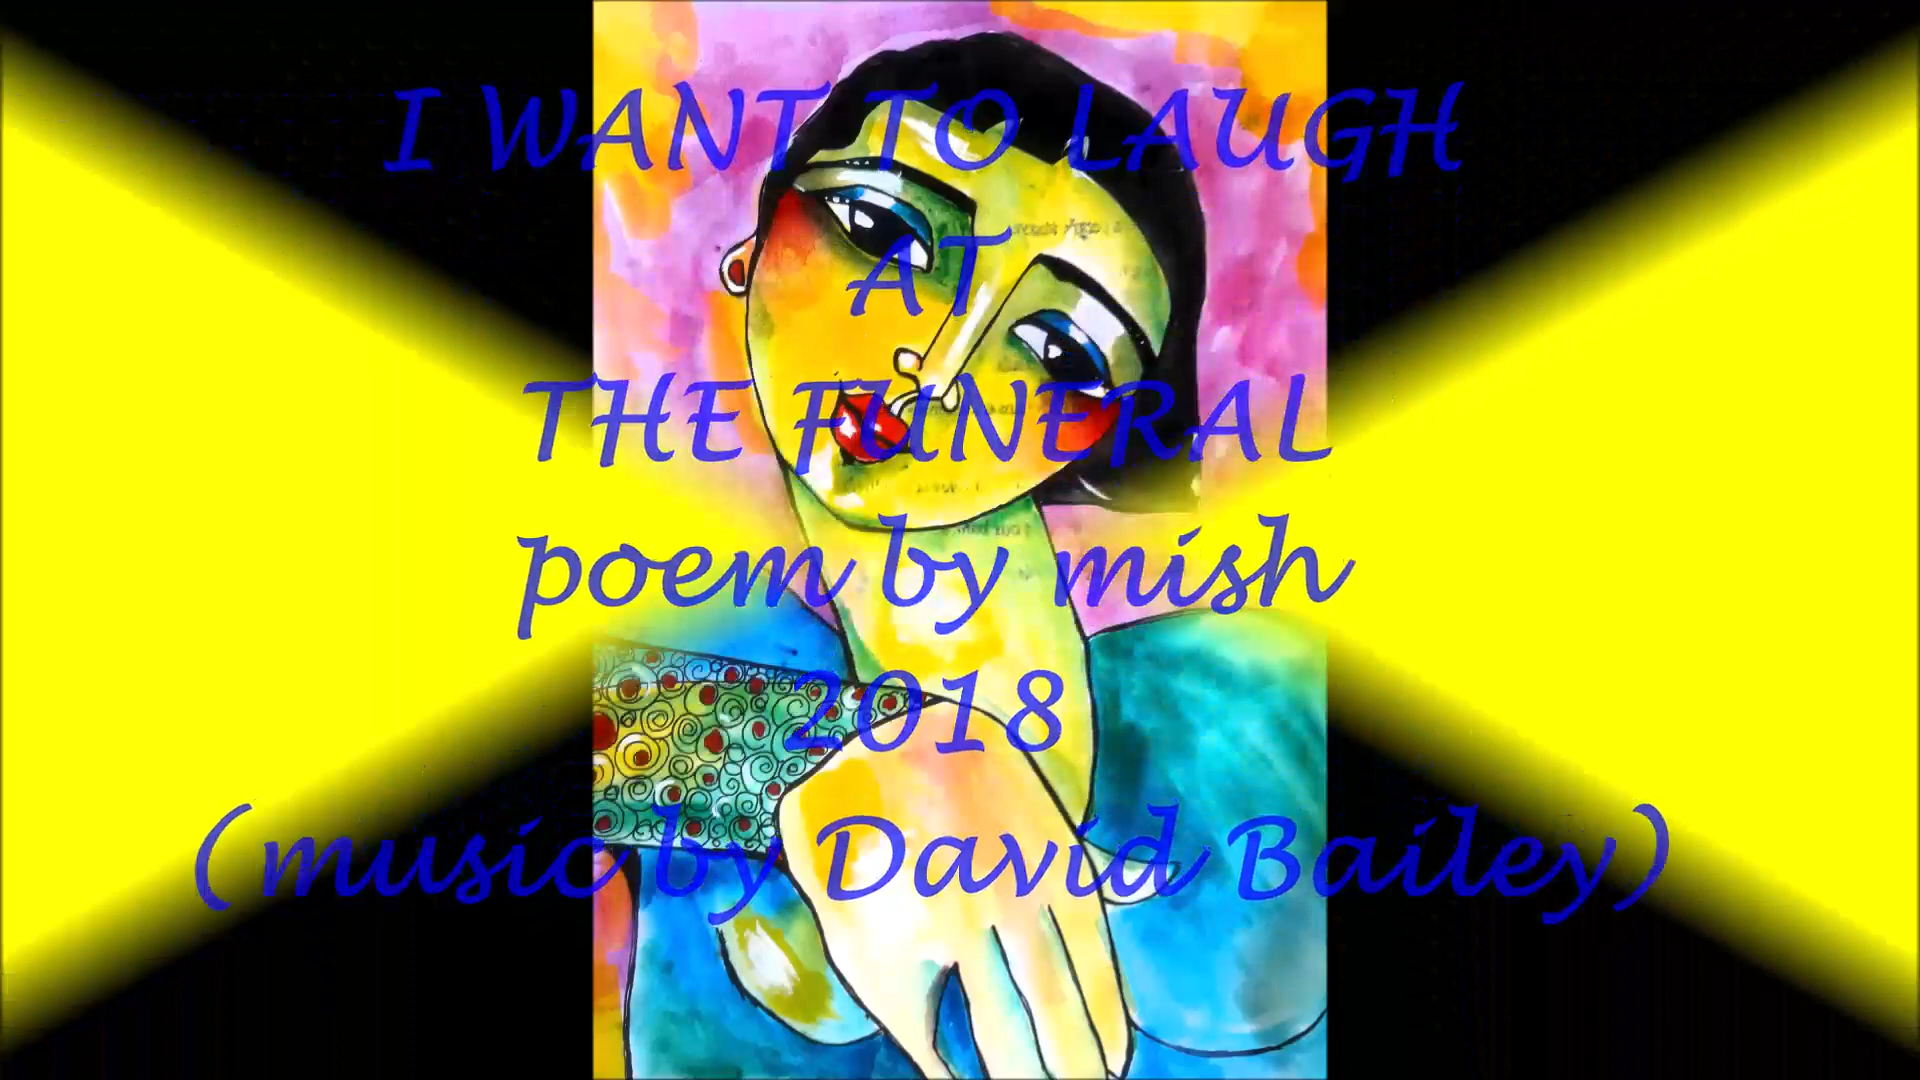 I WANT TO LAUGH
AT
THE FUNERAL
poem by mish
2018
(music by David Bailey)